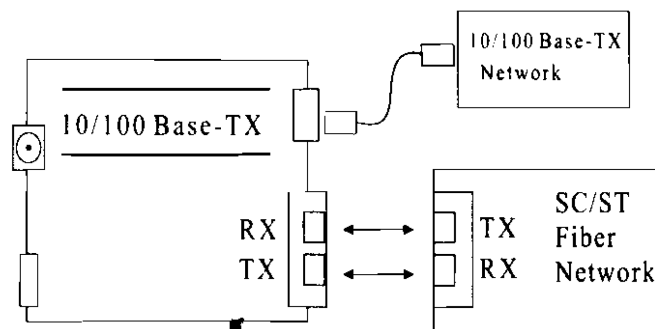 10/100 Base-TX
Network
10/100 Base-TX
RX
TX
TX
RX
SC/ST
Fiber
Network